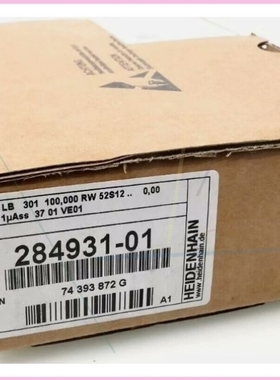 ATTENTION
LB 301 100,000 RW 52S12 .. 0,00
1µAss 37 01 VE01
284931-01
N
74 393 872 G
A1
HEIDENHAIN
www.heidenhain.de